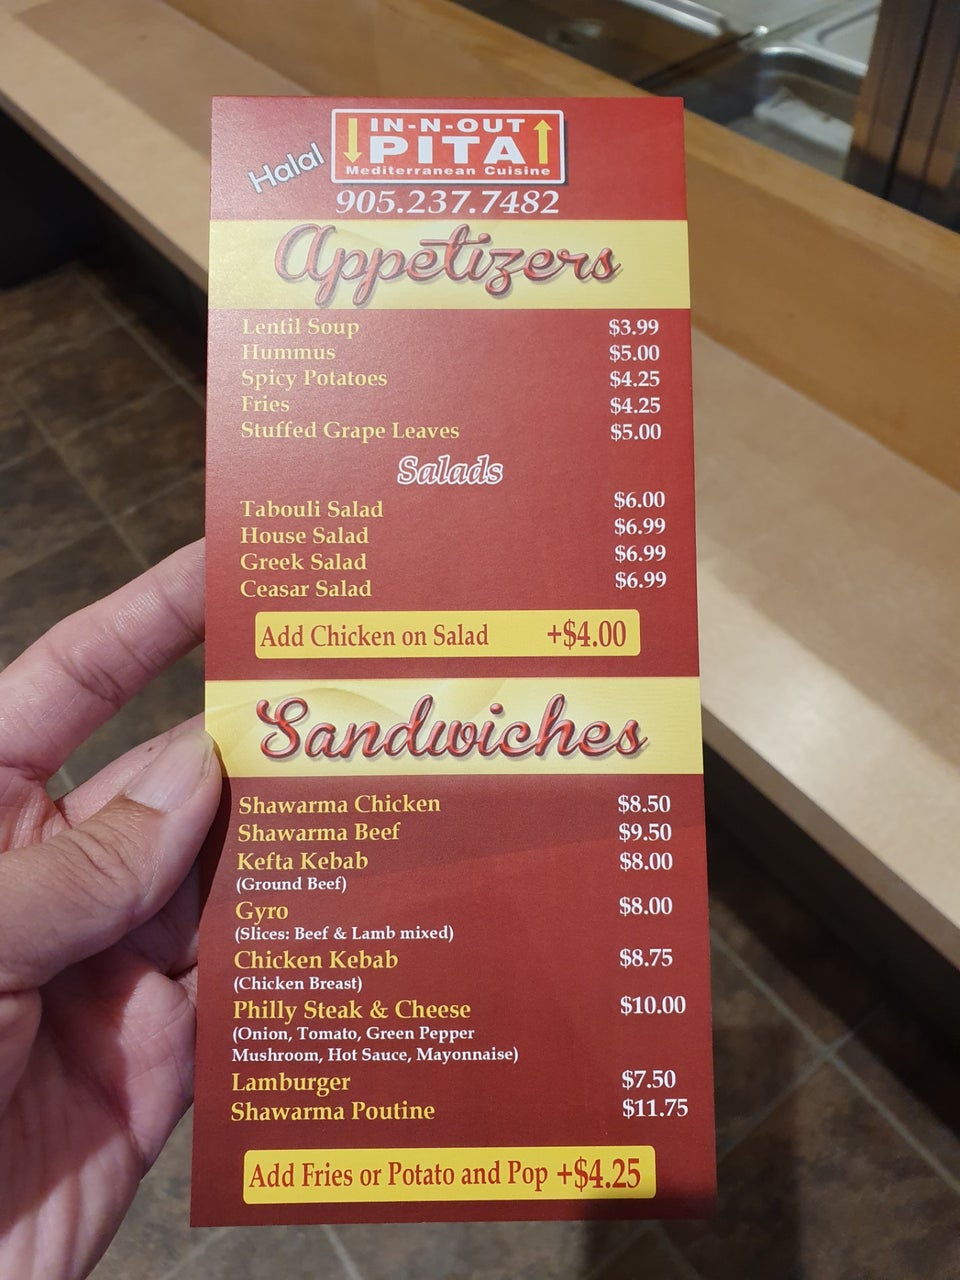 Halal
IN-N-OUT
PITA
Mediterranean Cuisine
905.237.7482
Appetizers
Lentil Soup $3.99
Hummus $5.00
Spicy Potatoes $4.25
Fries $4.25
Stuffed Grape Leaves $5.00
Salads
Tabouli Salad $6.00
House Salad $6.99
Greek Salad $6.99
Ceasar Salad $6.99
Add Chicken on Salad +$4.00
Sandwiches
Shawarma Chicken $8.50
Shawarma Beef $9.50
Kefta Kebab $8.00
(Ground Beef)
Gyro $8.00
(Slices: Beef & Lamb mixed)
Chicken Kebab $8.75
(Chicken Breast)
Philly Steak & Cheese $10.00
(Onion, Tomato, Green Pepper
Mushroom, Hot Sauce, Mayonnaise)
Lamburger $7.50
Shawarma Poutine $11.75
Add Fries or Potato and Pop +$4.25